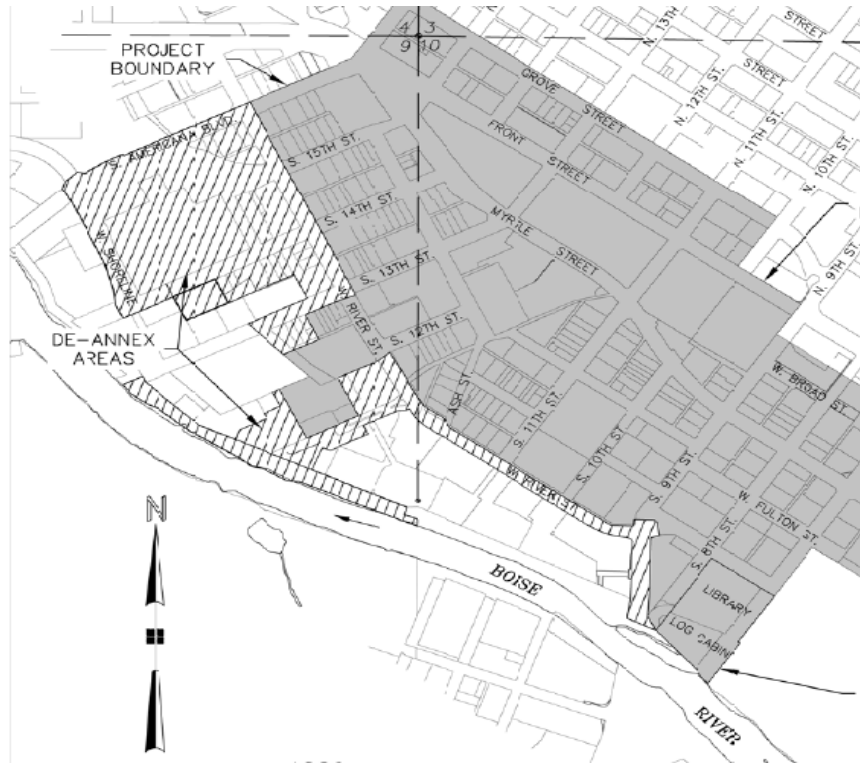 4 3
9 10
PROJECT
BOUNDARY
GROVE
STREET
FRONT
STREET
MYRTLE
STREET
N. 13TH ST.
STREET
N. 12TH ST.
STREET
N. 11TH ST.
N. 10TH ST.
N. 9TH ST.
S. AMERICANA BLVD.
S. 15TH ST.
S. 14TH ST.
S. 13TH ST.
S. 12TH ST.
W. SHORELINE
W. RIVER ST.
DE-ANNEX
AREAS
ASH ST.
S. 11TH ST.
S. 10TH ST.
S. 9TH ST.
S. 8TH ST.
W. BROAD ST.
W. FULTON ST.
W. RIVER ST.
LIBRARY
LOG CABIN
N
BOISE
RIVER